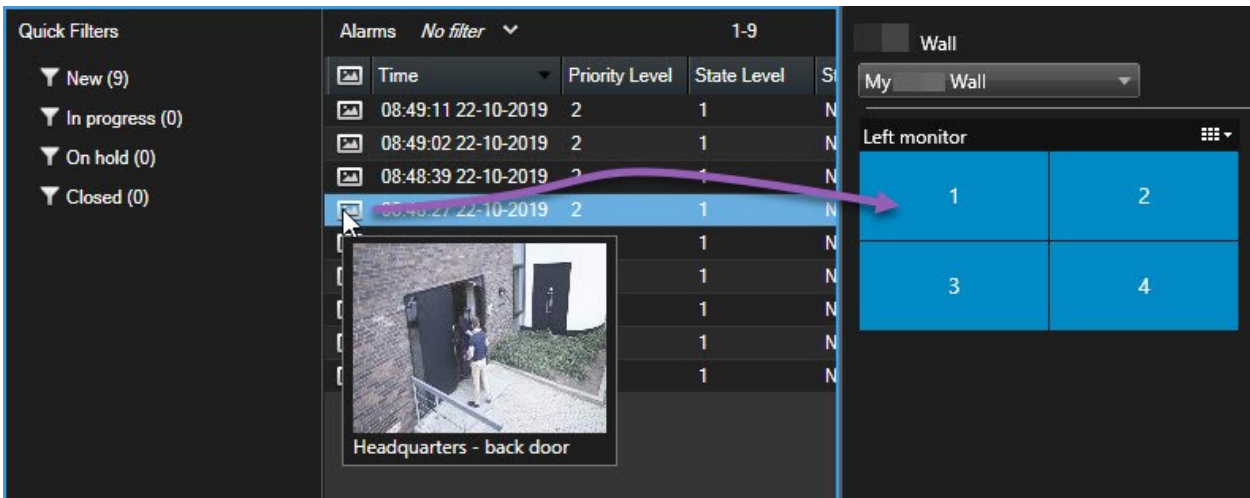 Quick Filters
New (9)
In progress (0)
On hold (0)
Closed (0)
Alarms No filter 1-9
Time Priority Level State Level
08:49:11 22-10-2019 2 1 N
08:49:02 22-10-2019 2 1 N
08:48:39 22-10-2019 2 1 N
08:48:27 22-10-2019 2 1 N
1 N
1 N
1 N
1 N
1 N
Headquarters - back door
Wall
My Wall
Left monitor
1 2
3 4